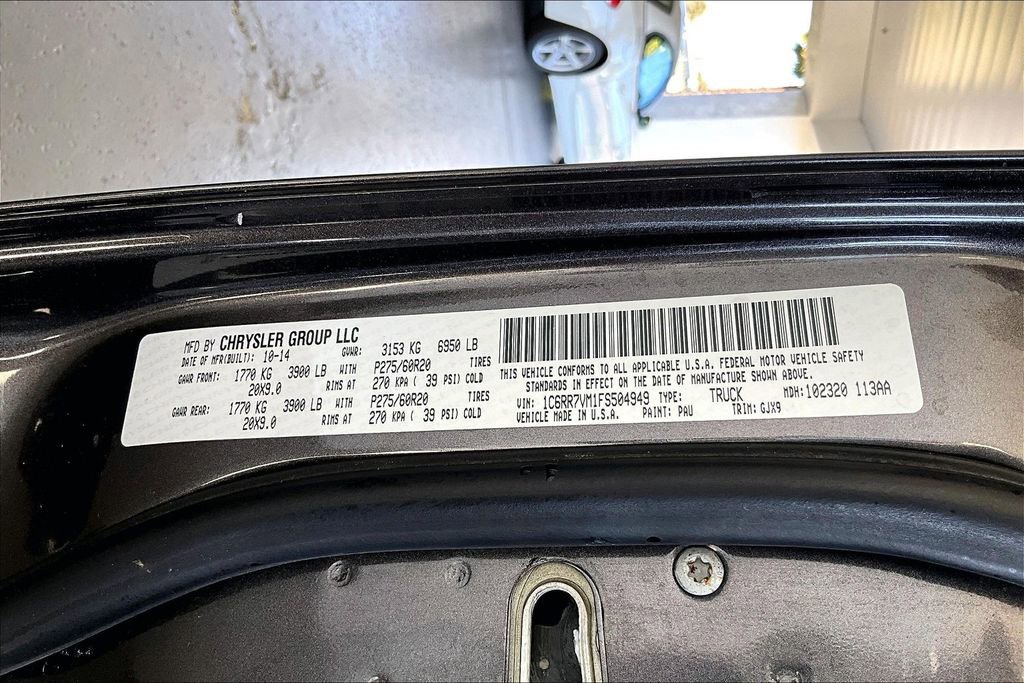 MFD BY CHRYSLER GROUP LLC
DATE OF MFR(BUILT): 10-14 GVWR: 3153 KG 6950 LB
GAWR FRONT: 1770 KG 3900 LB WITH P275/60R20 TIRES
20X9.0 RIMS AT 270 KPA ( 39 PSI) COLD
GAWR REAR: 1770 KG 3900 LB WITH P275/60R20 TIRES
20X9.0 RIMS AT 270 KPA ( 39 PSI) COLD
THIS VEHICLE CONFORMS TO ALL APPLICABLE U.S.A. FEDERAL MOTOR VEHICLE SAFETY
STANDARDS IN EFFECT ON THE DATE OF MANUFACTURE SHOWN ABOVE.
VIN: 1C6RR7VM1FS504949 TYPE: TRUCK MDH:102320 113AA
VEHICLE MADE IN U.S.A. PAINT: PAU TRIM: GJX9